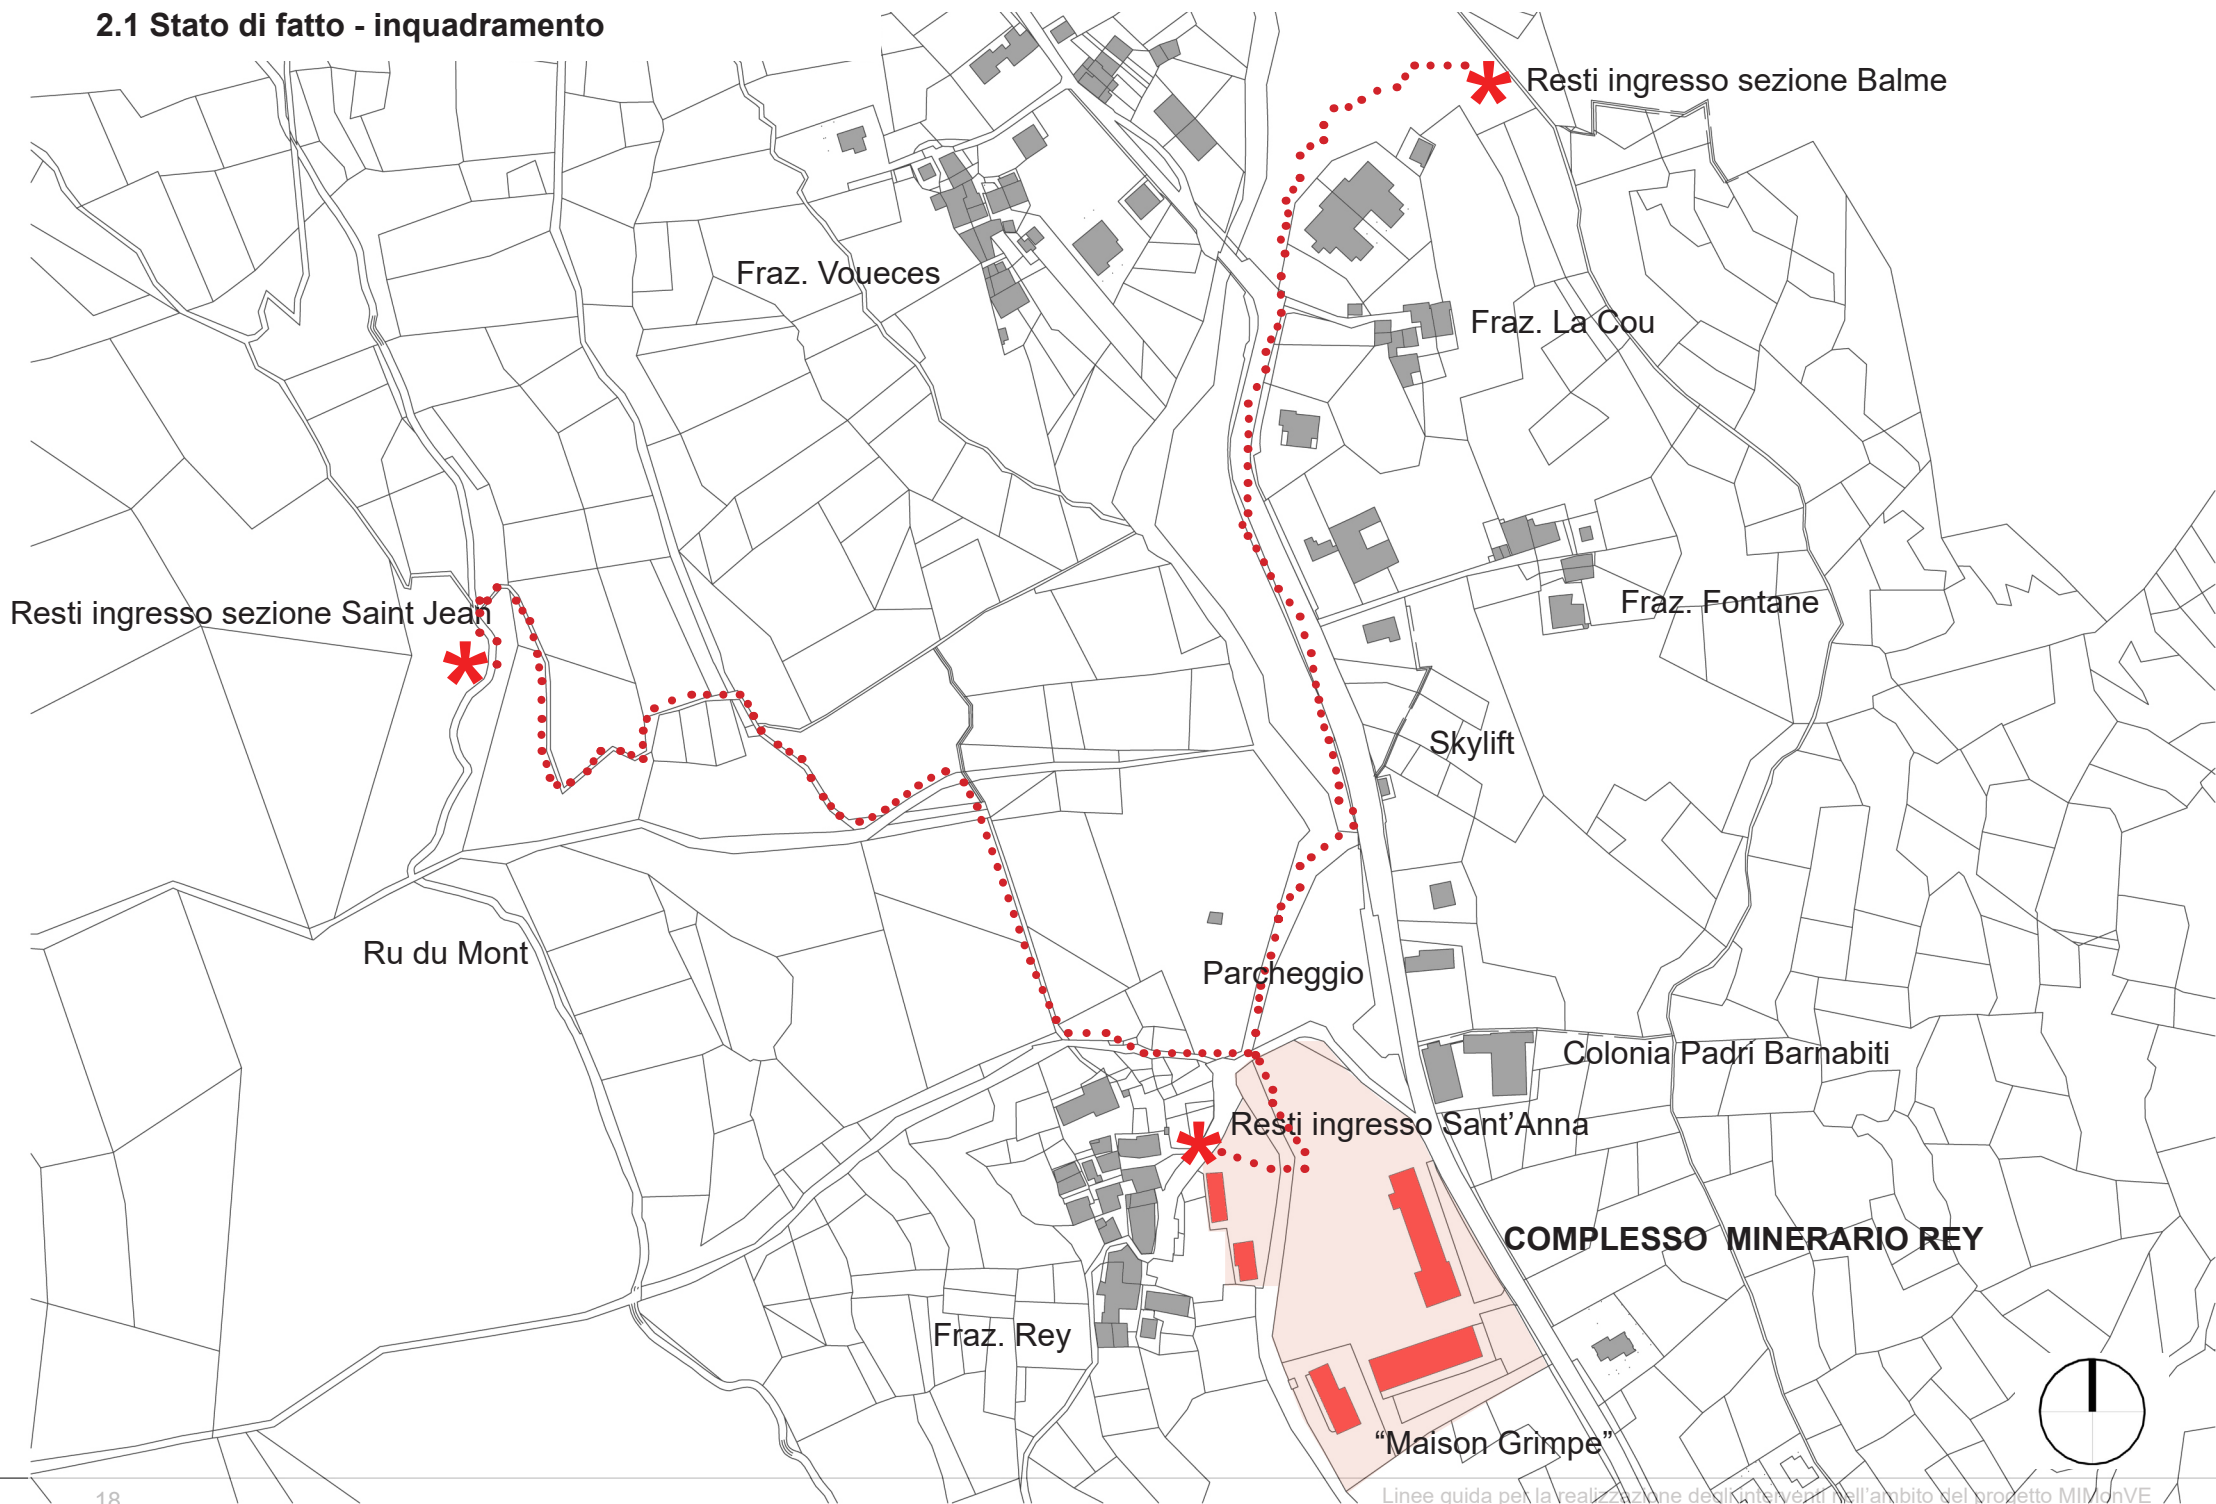 2.1 Stato di fatto - inquadramento
Resti ingresso sezione Balme
Fraz. Voueces
Fraz. La Cou
Resti ingresso sezione Saint Jean
Fraz. Fontane
Skylift
Ru du Mont
Parcheggio
Colonia Padri Barnabiti
Resti ingresso Sant'Anna
COMPLESSO MINERARIO REY
Fraz. Rey
“Maison Grimpe”
18
Linee guida per la realizzazione degli interventi nell'ambito del progetto MIMonVE